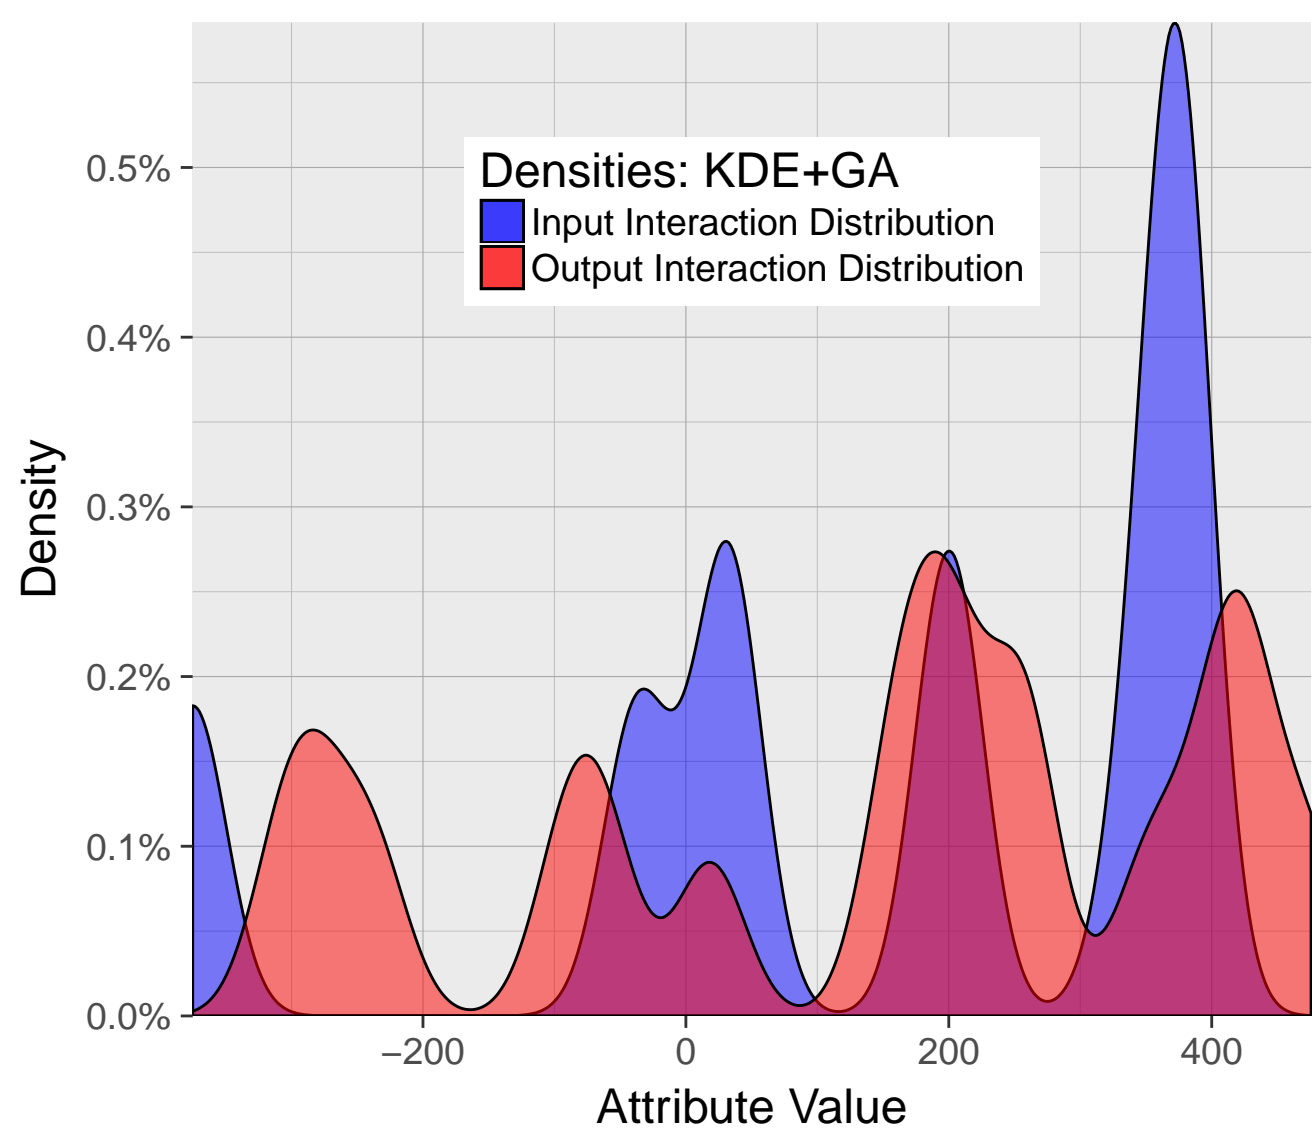 Densities: KDE+GA
Input Interaction Distribution
Output Interaction Distribution
0.5%
0.4%
0.3%
0.2%
0.1%
0.0%
Density
−200 0 200 400
Attribute Value